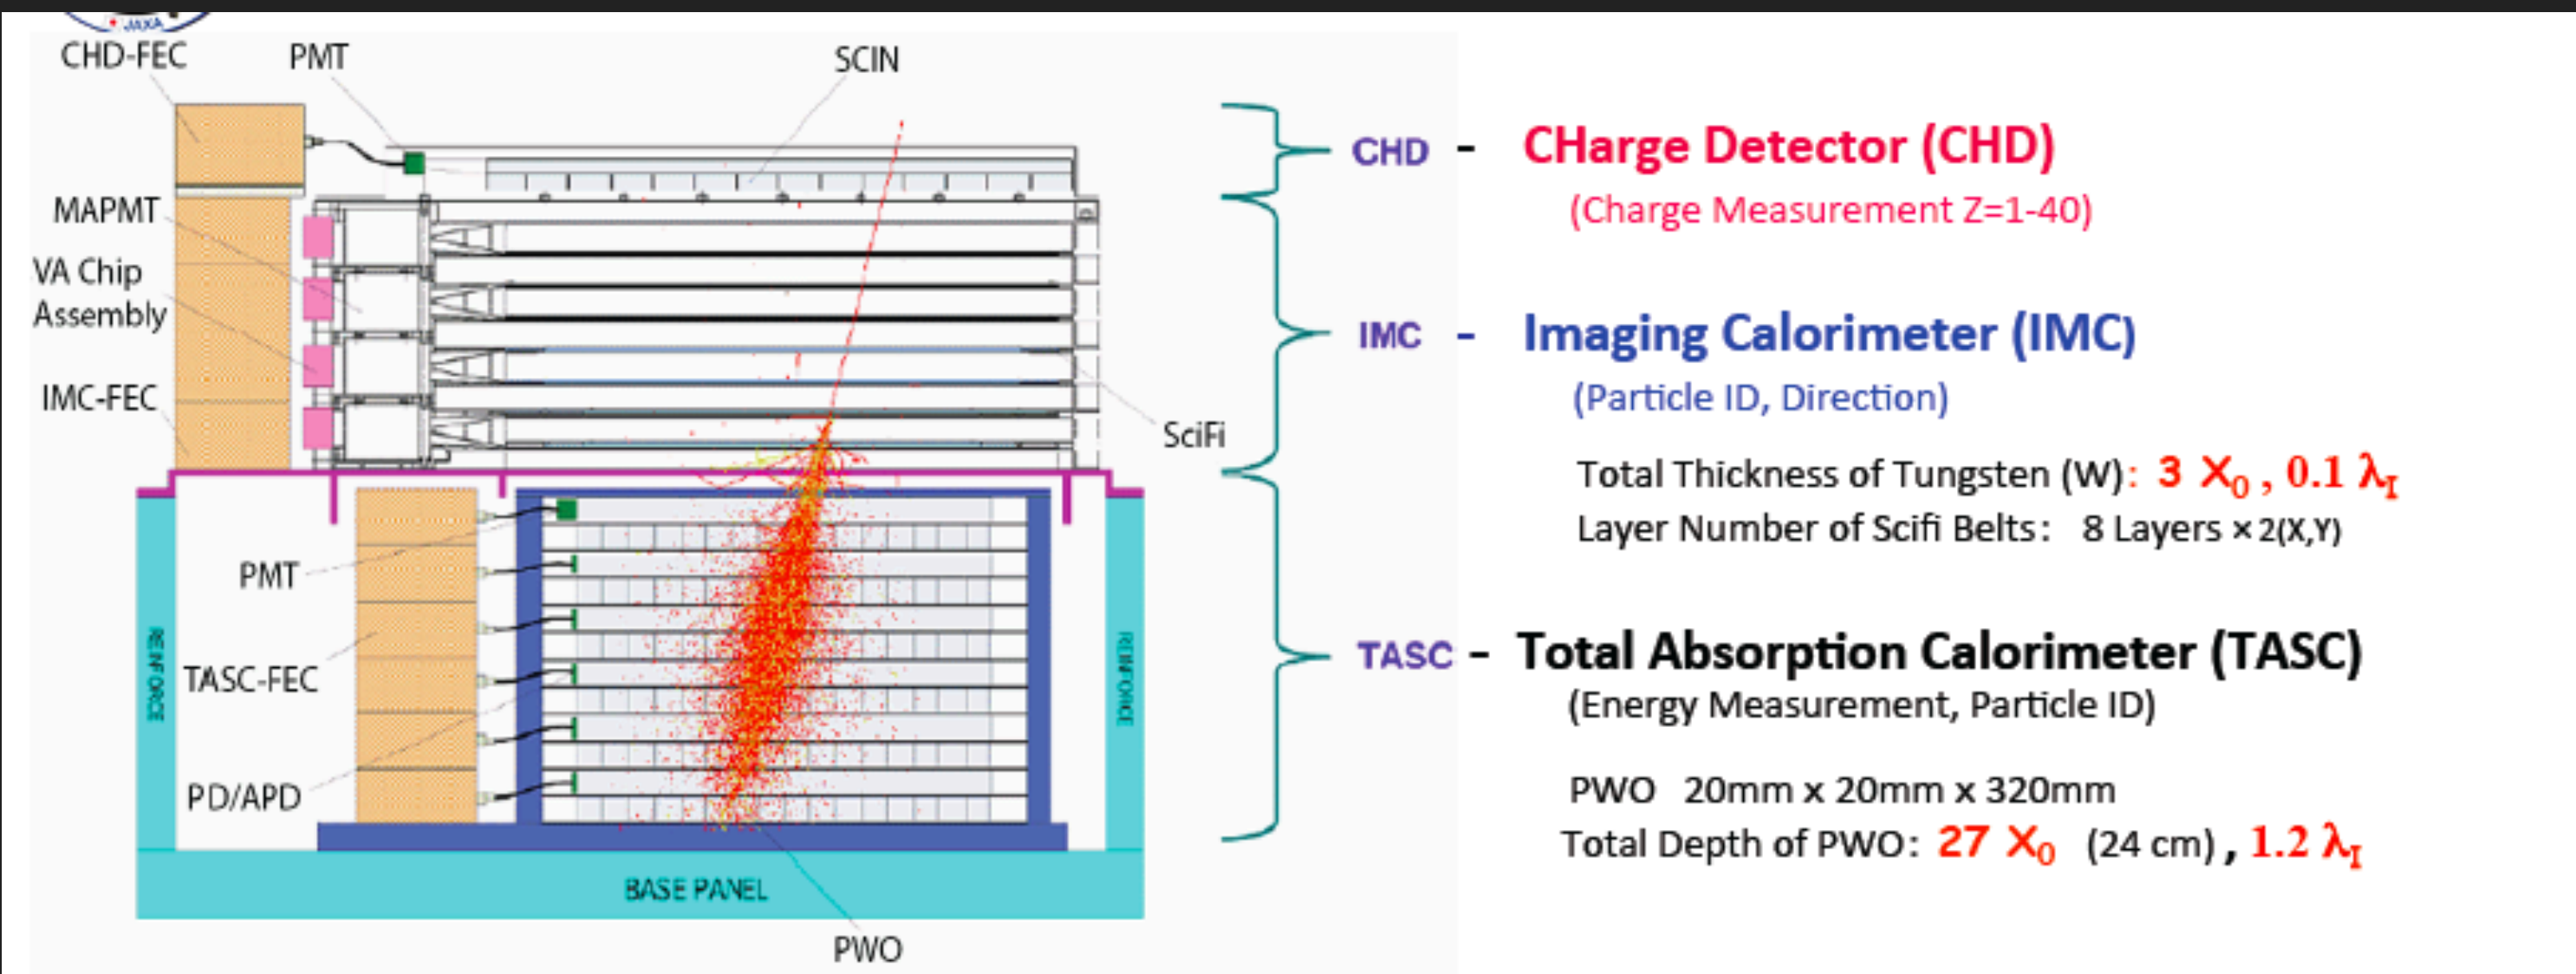 JAXA
CHD-FEC
PMT
SCIN
MAPMT
VA Chip
Assembly
IMC-FEC
SciFi
PMT
TASC-FEC
PD/APD
REINFORCE
REINFORCE
BASE PANEL
PWO
CHD - CHarge Detector (CHD)
(Charge Measurement Z=1-40)
IMC - Imaging Calorimeter (IMC)
(Particle ID, Direction)
Total Thickness of Tungsten (W): 3 X₀ , 0.1 λI
Layer Number of Scifi Belts: 8 Layers × 2(X,Y)
TASC - Total Absorption Calorimeter (TASC)
(Energy Measurement, Particle ID)
PWO 20mm x 20mm x 320mm
Total Depth of PWO: 27 X₀ (24 cm) , 1.2 λI